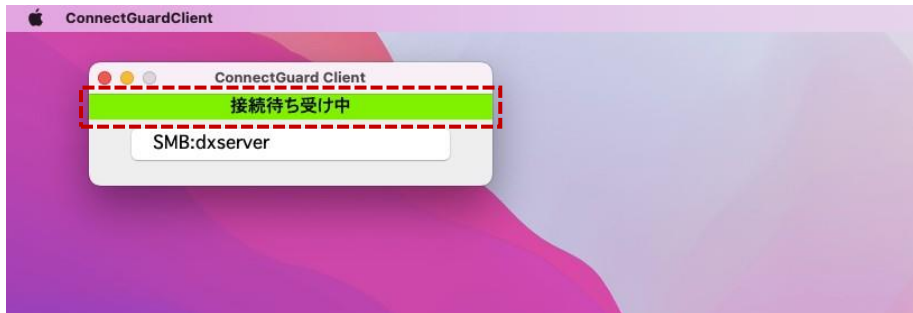 ConnectGuardClient
ConnectGuard Client
接続待ち受け中
SMB:dxserver